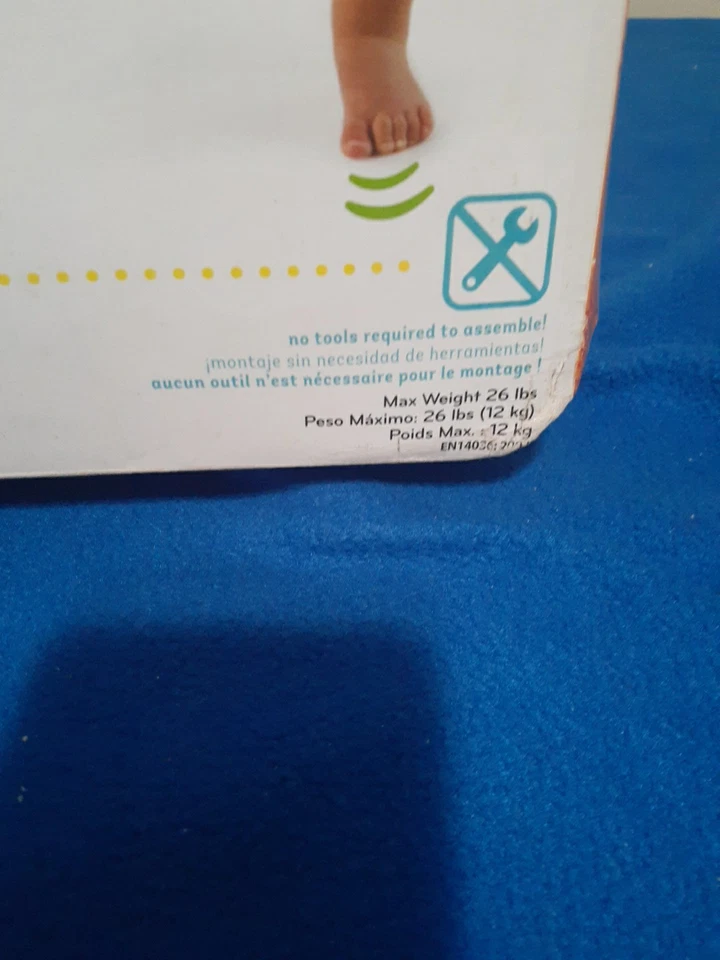 no tools required to assemble!
¡montaje sin necesidad de herramientas!
aucun outil n'est nécessaire pour le montage !
Max Weight 26 lbs
Peso Máximo: 26 lbs (12 kg)
Poids Max. : 12 kg